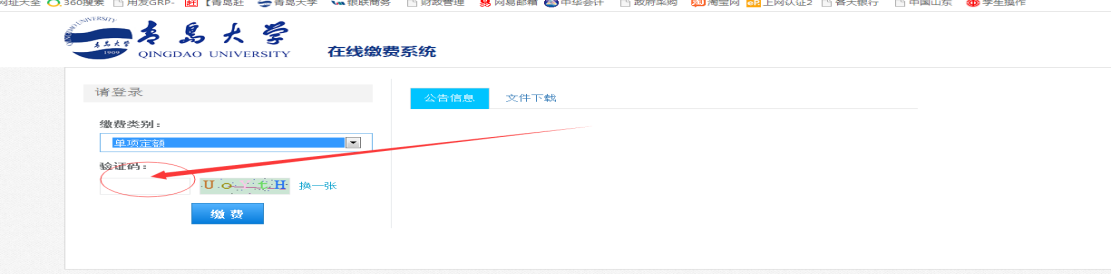 网址大全 360搜索 用友GRP- 【青岛赶 青岛大学 银联商务 财政管理 网易邮箱 中华会计 政府采购 淘宝网 上网认证2 各大银行 中国山东 学生操作
青岛大学
QINGDAO UNIVERSITY
1909
在线缴费系统
请登录
公告信息 文件下载
缴费类别:
单项定额
验证码:
换一张
缴 费